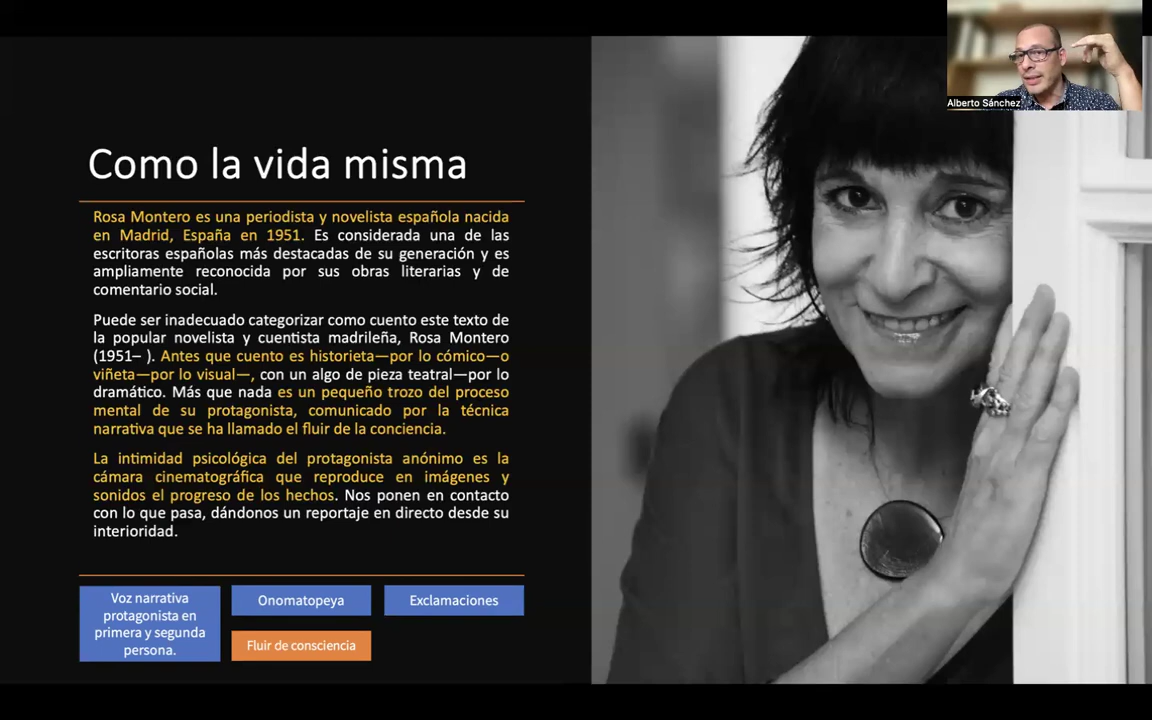 Alberto Sánchez
Como la vida misma
Rosa Montero es una periodista y novelista española nacida
en Madrid, España en 1951. Es considerada una de las
escritoras españolas más destacadas de su generación y es
ampliamente reconocida por sus obras literarias y de
comentario social.
Puede ser inadecuado categorizar como cuento este texto de
la popular novelista y cuentista madrileña, Rosa Montero
(1951– ). Antes que cuento es historieta—por lo cómico—o
viñeta—por lo visual—, con un algo de pieza teatral—por lo
dramático. Más que nada es un pequeño trozo del proceso
mental de su protagonista, comunicado por la técnica
narrativa que se ha llamado el fluir de la conciencia.
La intimidad psicológica del protagonista anónimo es la
cámara cinematográfica que reproduce en imágenes y
sonidos el progreso de los hechos. Nos ponen en contacto
con lo que pasa, dándonos un reportaje en directo desde su
interioridad.
Voz narrativa
protagonista en
primera y segunda
persona.
Onomatopeya
Exclamaciones
Fluir de consciencia